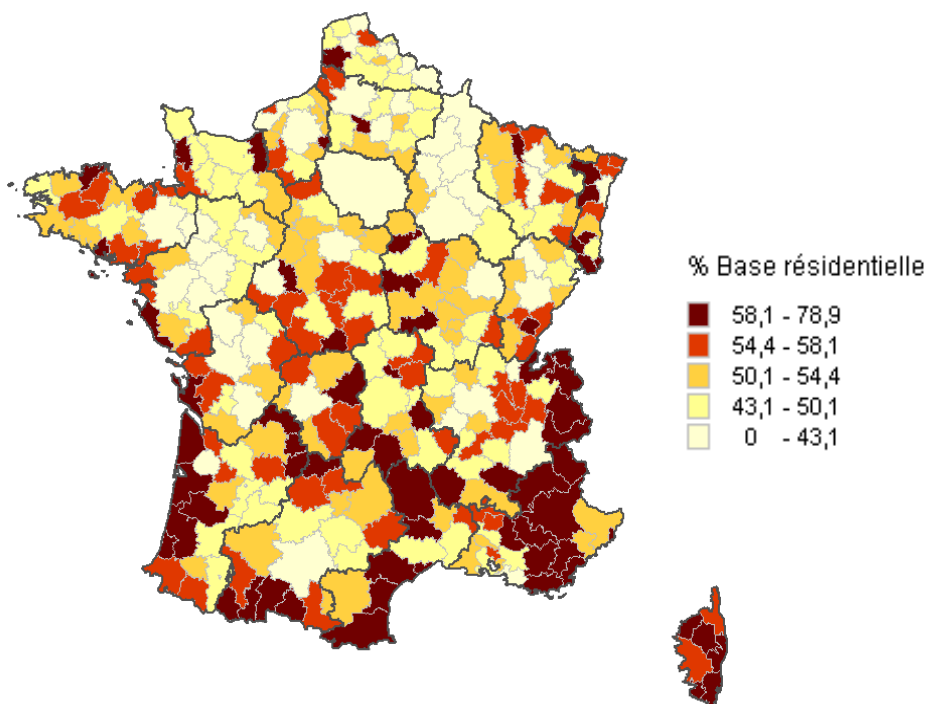 % Base résidentielle
58,1 - 78,9
54,4 - 58,1
50,1 - 54,4
43,1 - 50,1
0 - 43,1